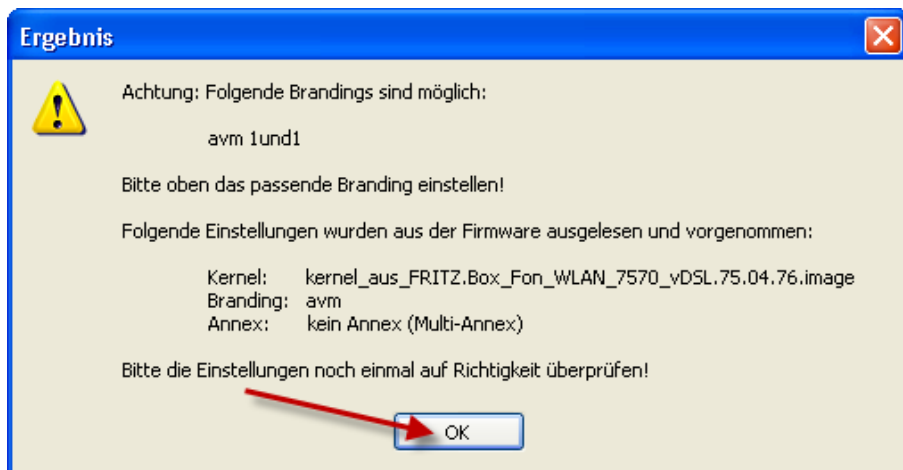 Ergebnis
Achtung: Folgende Brandings sind möglich:
avm 1und1
Bitte oben das passende Branding einstellen!
Folgende Einstellungen wurden aus der Firmware ausgelesen und vorgenommen:
Kernel: kernel_aus_FRITZ.Box_Fon_WLAN_7570_vDSL.75.04.76.image
Branding: avm
Annex: kein Annex (Multi-Annex)
Bitte die Einstellungen noch einmal auf Richtigkeit überprüfen!
OK